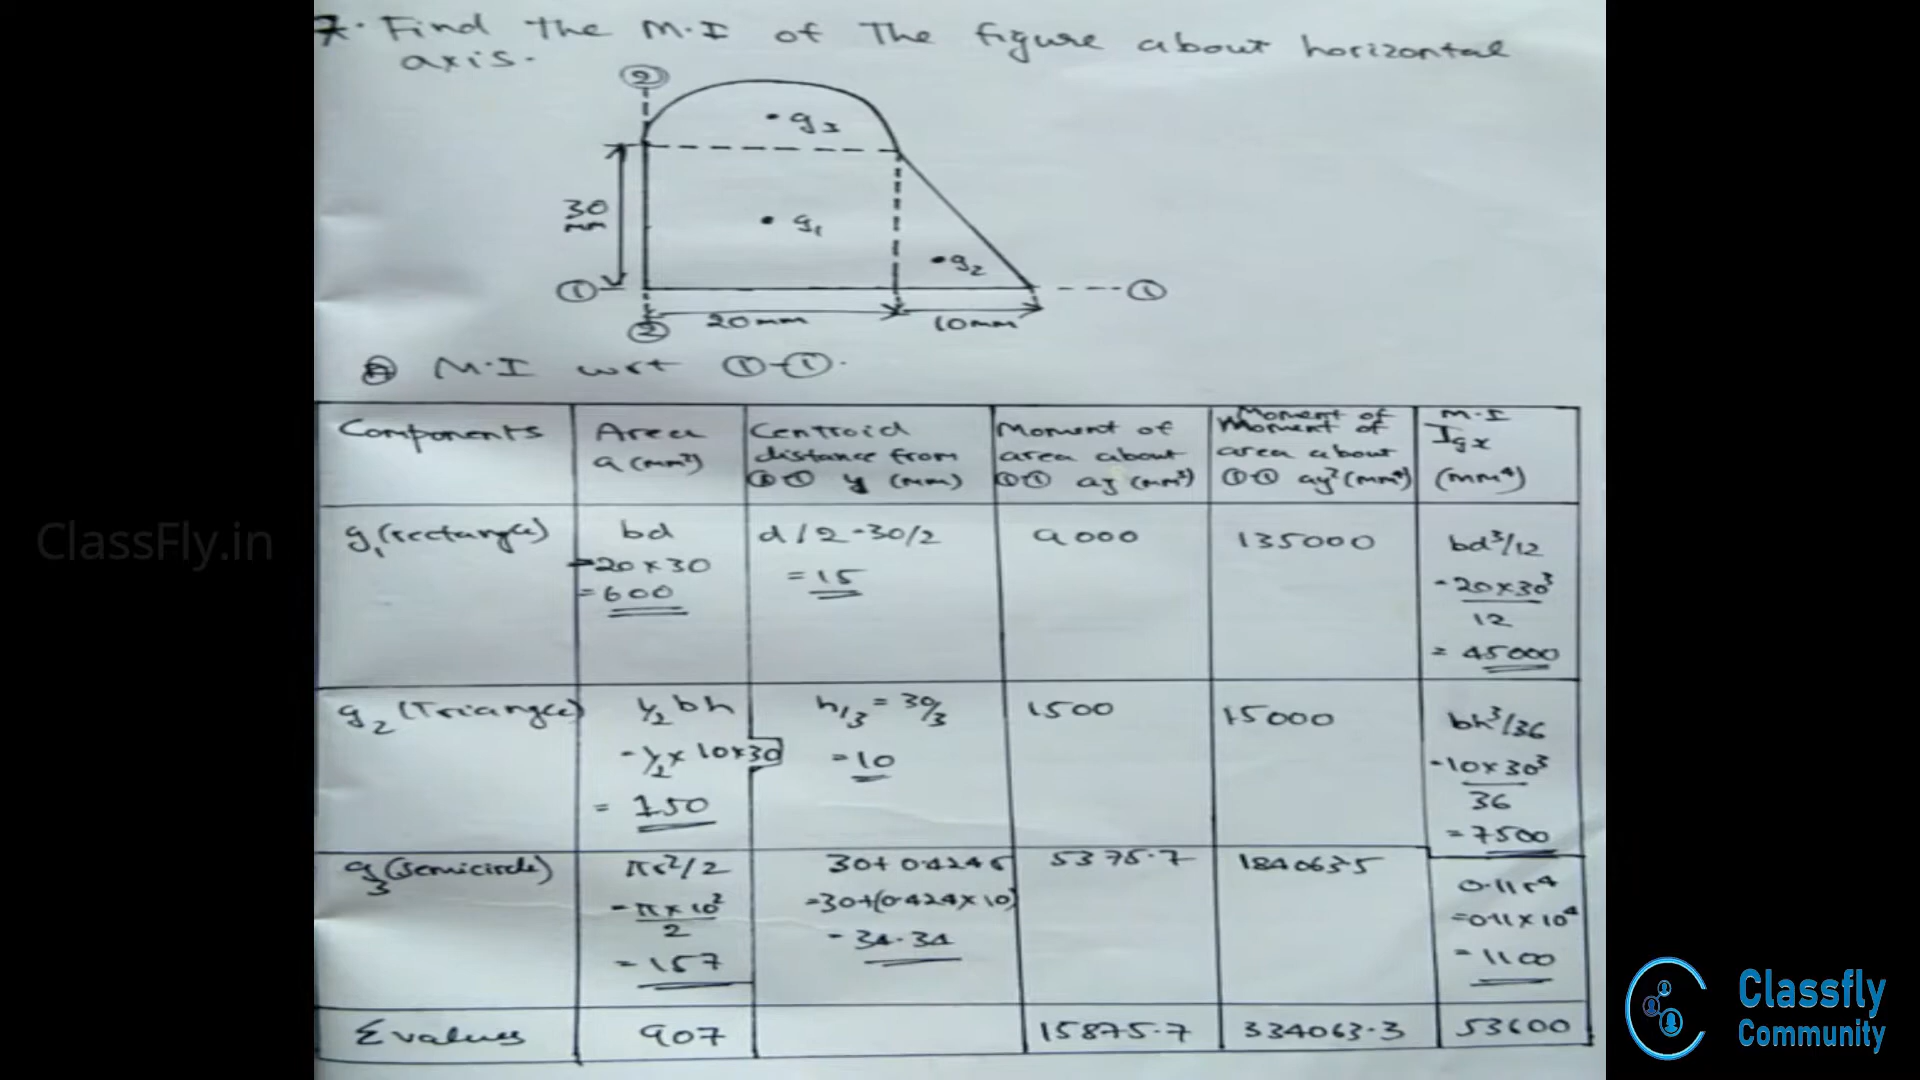 7. Find the M.I of The figure about horizontal
axis.
②
g3
30
mm
g1
g2
①
①
②
20mm
10mm
M.I wrt ①-①.
Components
Area
a (mm²)
Centroid
distance from
①① y (mm)
Moment of
area about
①① ay (mm³)
Moment of
Moment of
area about
①① ay² (mm⁴)
M.I
Igx
(mm⁴)
g1 (rectangle)
bd
=20×30
=600
d/2=30/2
=15
9000
135000
bd³/12
=20×30³
12
=45000
g2 (Triangle)
½ bh
=½×10×30
=150
h/3=30/3
=10
1500
15000
bh³/36
=10×30³
36
=7500
g3 (Semicircle)
πr²/2
=π×10²
2
=157
30+0.424r
=30+(0.424×10)
=34.34
5375.7
184063.5
0.11r⁴
=0.11×10⁴
=1100
Σ values
907
15875.7
334063.3
53600
ClassFly.in
Classfly
Community